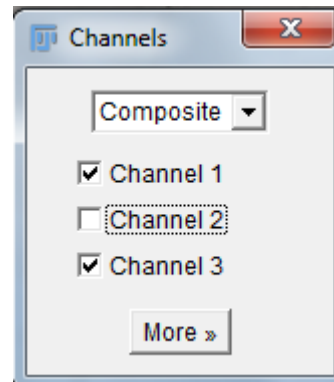 Channels
Composite
Channel 1
Channel 2
Channel 3
More »